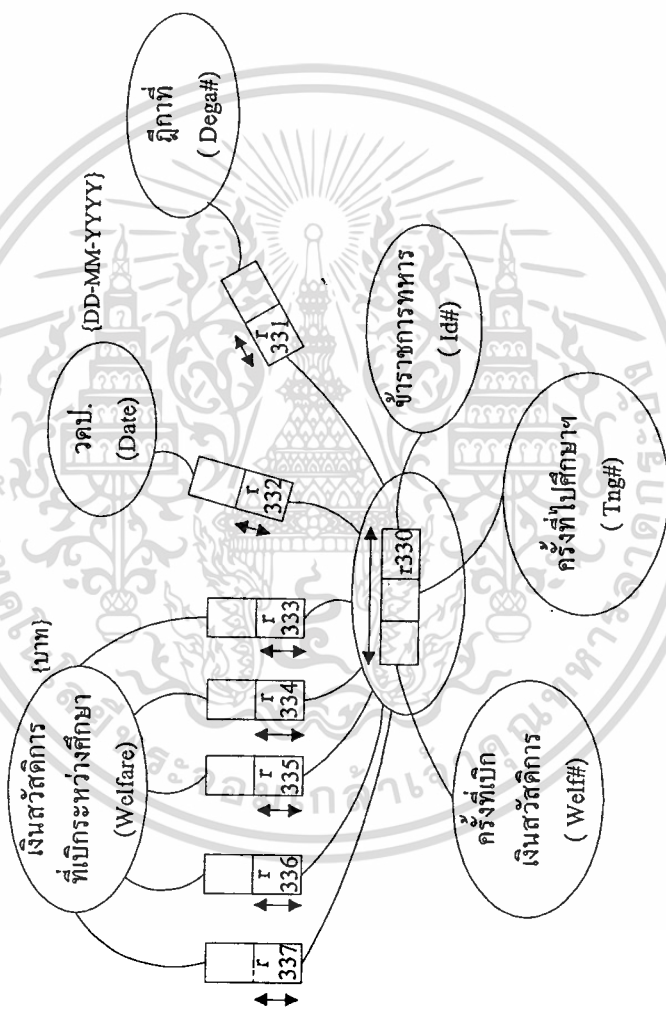 เงินสวัสดิการ
ที่เบิกระหว่างศึกษา
(Welfare)
{บาท}
วดป.
(Date)
{DD-MM-YYYY}
ฎีกาที่
( Dega#)
r
337
r
336
r
335
r
334
r
333
r
332
r
331
r330
ครั้งที่เบิก
เงินสวัสดิการ
( Welf#)
ครั้งที่ไปศึกษาฯ
( Tng#)
ข้าราชการทหาร
( Id#)